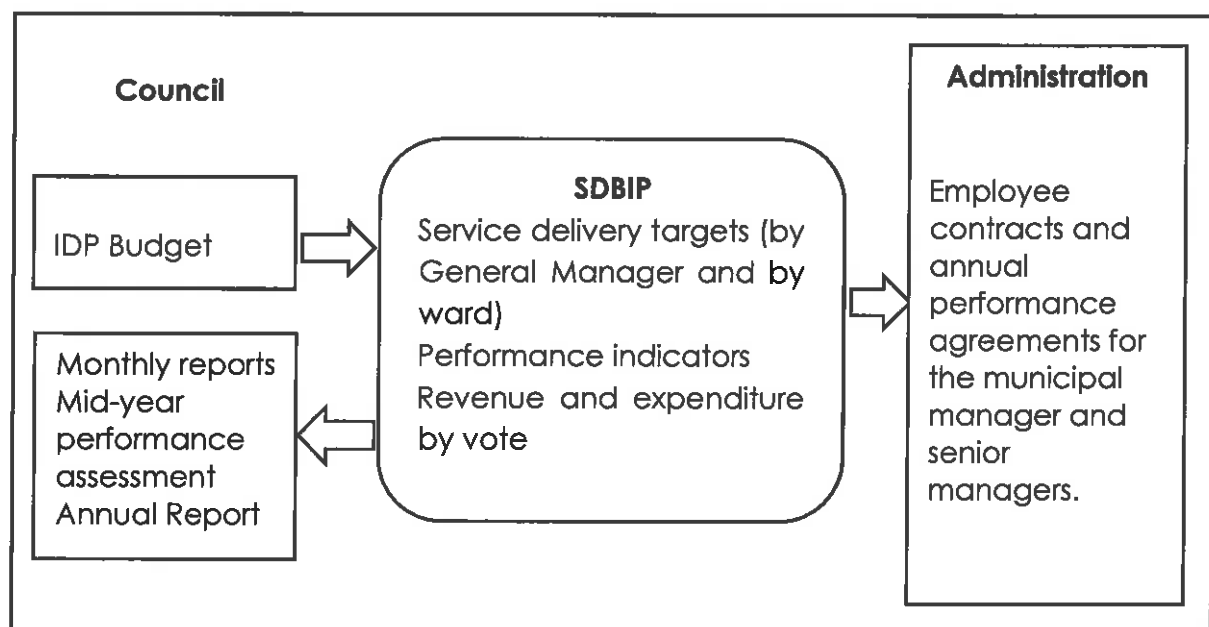 Council
IDP Budget
Monthly reports
Mid-year
performance
assessment
Annual Report
SDBIP
Service delivery targets (by
General Manager and by
ward)
Performance indicators
Revenue and expenditure
by vote
Administration
Employee
contracts and
annual
performance
agreements for
the municipal
manager and
senior
managers.